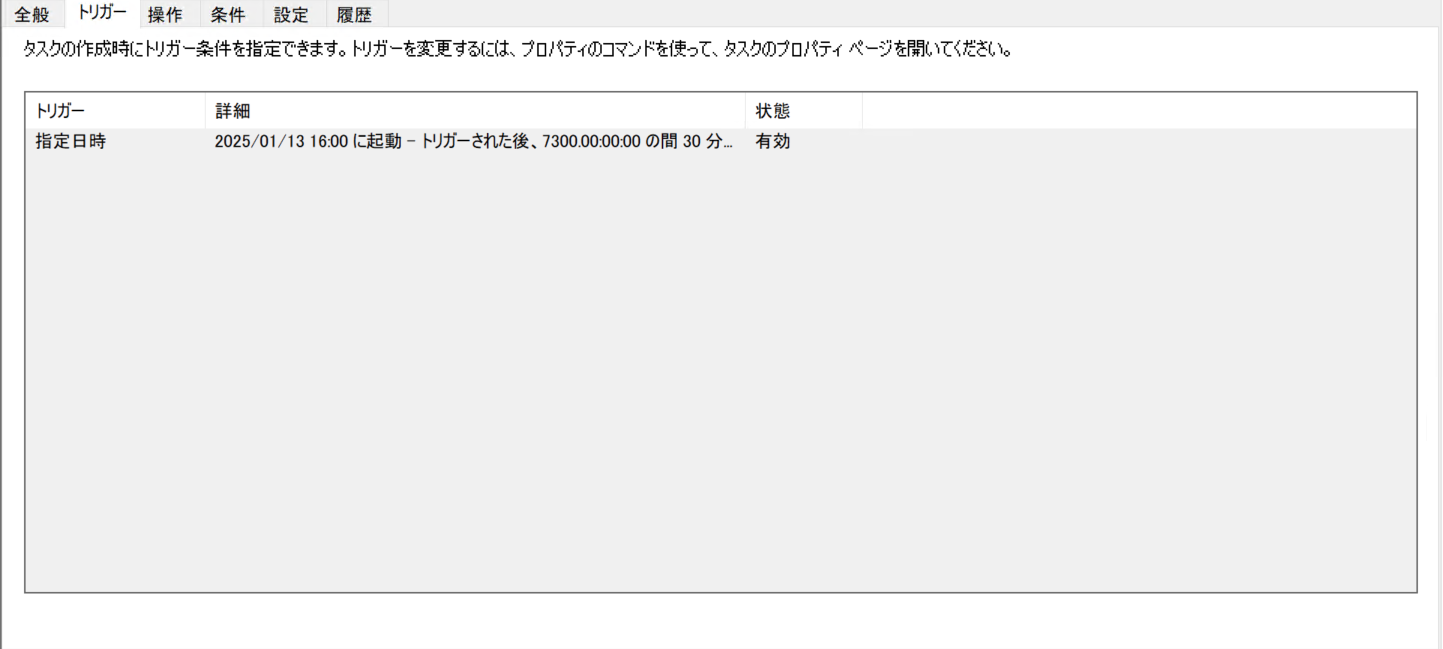 全般 トリガー 操作 条件 設定 履歴
タスクの作成時にトリガー条件を指定できます。トリガーを変更するには、プロパティのコマンドを使って、タスクのプロパティ ページを開いてください。
トリガー 詳細 状態
指定日時 2025/01/13 16:00 に起動 - トリガーされた後、7300.00:00:00 の間 30 分... 有効